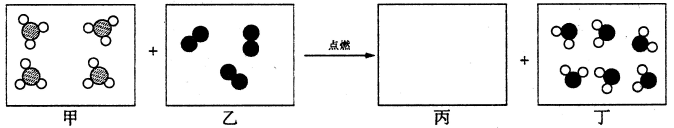 + 点燃 +
甲 乙 丙 丁